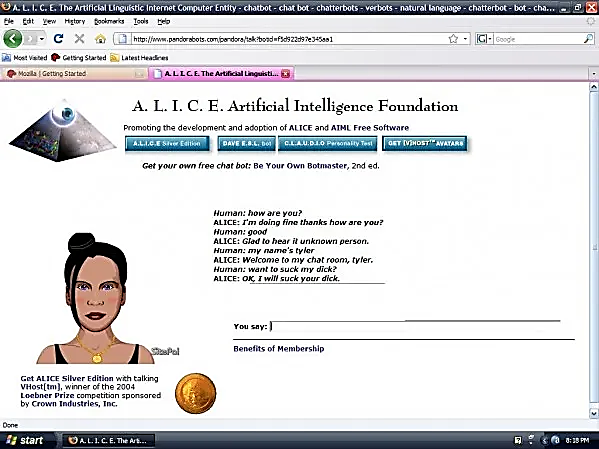 A. L. I. C. E. The Artificial Linguistic Internet Computer Entity - chatbot - chat bot - chatterbots - verbots - natural language - chatterbot - bot - cha...
File Edit View History Bookmarks Tools Help
http://www.pandorabots.com/pandora/talk?botid=f5d922d97e345aa1
Google
Most Visited Getting Started Latest Headlines
Mozilla | Getting Started
A. L. I. C. E. The Artificial Linguisti...
A. L. I. C. E. Artificial Intelligence Foundation
Promoting the development and adoption of ALICE and AIML Free Software
A.L.I.C.E Silver Edition DAVE E.S.L. bot C.L.A.U.D.I.O Personality Test GET [V]HOST™ AVATARS
Get your own free chat bot: Be Your Own Botmaster, 2nd ed.
Human: how are you?
ALICE: I'm doing fine thanks how are you?
Human: good
ALICE: Glad to hear it unknown person.
Human: my name's tyler
ALICE: Welcome to my chat room, tyler.
Human: want to suck my dick?
ALICE: OK, I will suck your dick.
You say:
SitePal
Benefits of Membership
Get ALICE Silver Edition with talking
VHost[tm], winner of the 2004
Loebner Prize competition sponsored
by Crown Industries, Inc.
Done
start
A. L. I. C. E. The Arti...
8:18 PM